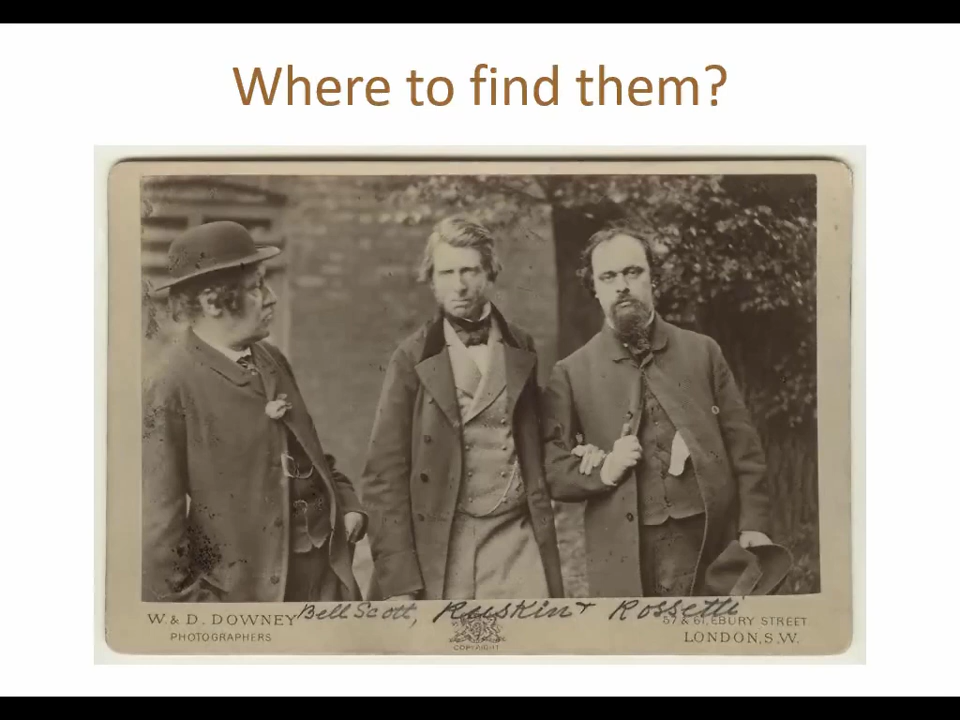 Where to find them?
Bell Scott, Ruskin + Rossetti
W. & D. DOWNEY
57 & 61, EBURY STREET
PHOTOGRAPHERS
LONDON, S.W.
COPYRIGHT